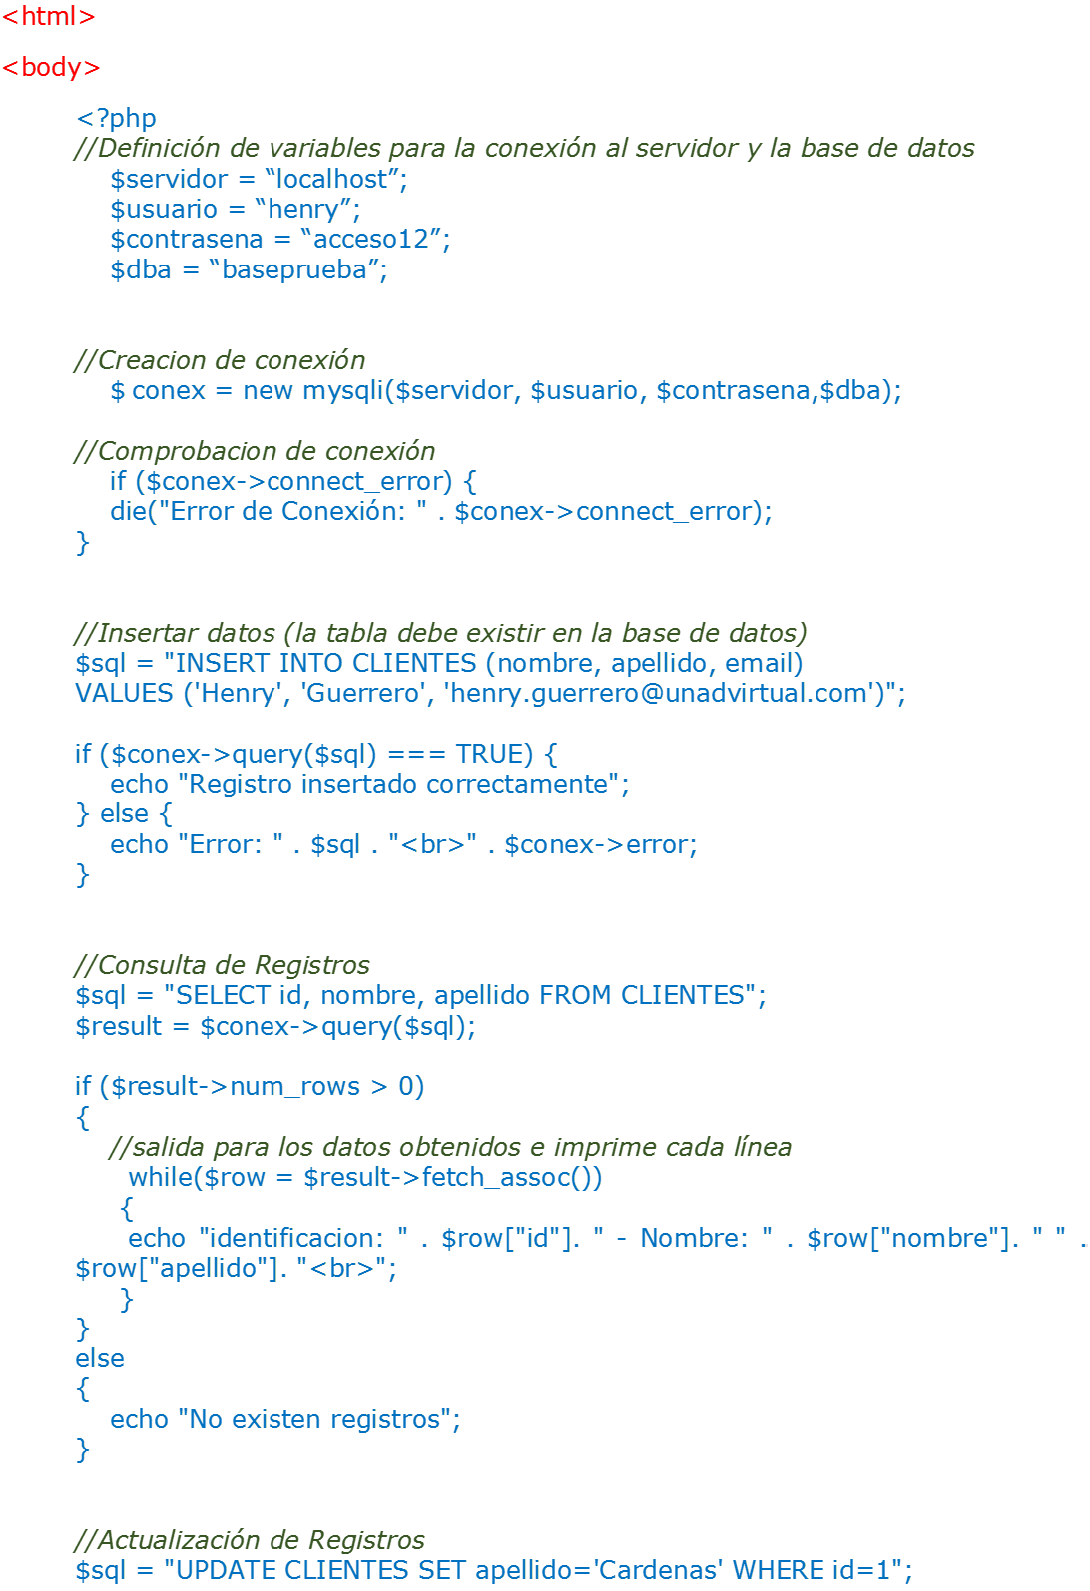 <html>
<body>
<?php
//Definición de variables para la conexión al servidor y la base de datos
$servidor = “localhost”;
$usuario = “henry”;
$contrasena = “acceso12”;
$dba = “baseprueba”;
//Creacion de conexión
$ conex = new mysqli($servidor, $usuario, $contrasena,$dba);
//Comprobacion de conexión
if ($conex->connect_error) {
die("Error de Conexión: " . $conex->connect_error);
}
//Insertar datos (la tabla debe existir en la base de datos)
$sql = "INSERT INTO CLIENTES (nombre, apellido, email)
VALUES ('Henry', 'Guerrero', 'henry.guerrero@unadvirtual.com')";
if ($conex->query($sql) === TRUE) {
echo "Registro insertado correctamente";
} else {
echo "Error: " . $sql . "<br>" . $conex->error;
}
//Consulta de Registros
$sql = "SELECT id, nombre, apellido FROM CLIENTES";
$result = $conex->query($sql);
if ($result->num_rows > 0)
{
//salida para los datos obtenidos e imprime cada línea
while($row = $result->fetch_assoc())
{
echo "identificacion: " . $row["id"]. " - Nombre: " . $row["nombre"]. " " .
$row["apellido"]. "<br>";
}
}
else
{
echo "No existen registros";
}
//Actualización de Registros
$sql = "UPDATE CLIENTES SET apellido='Cardenas' WHERE id=1";